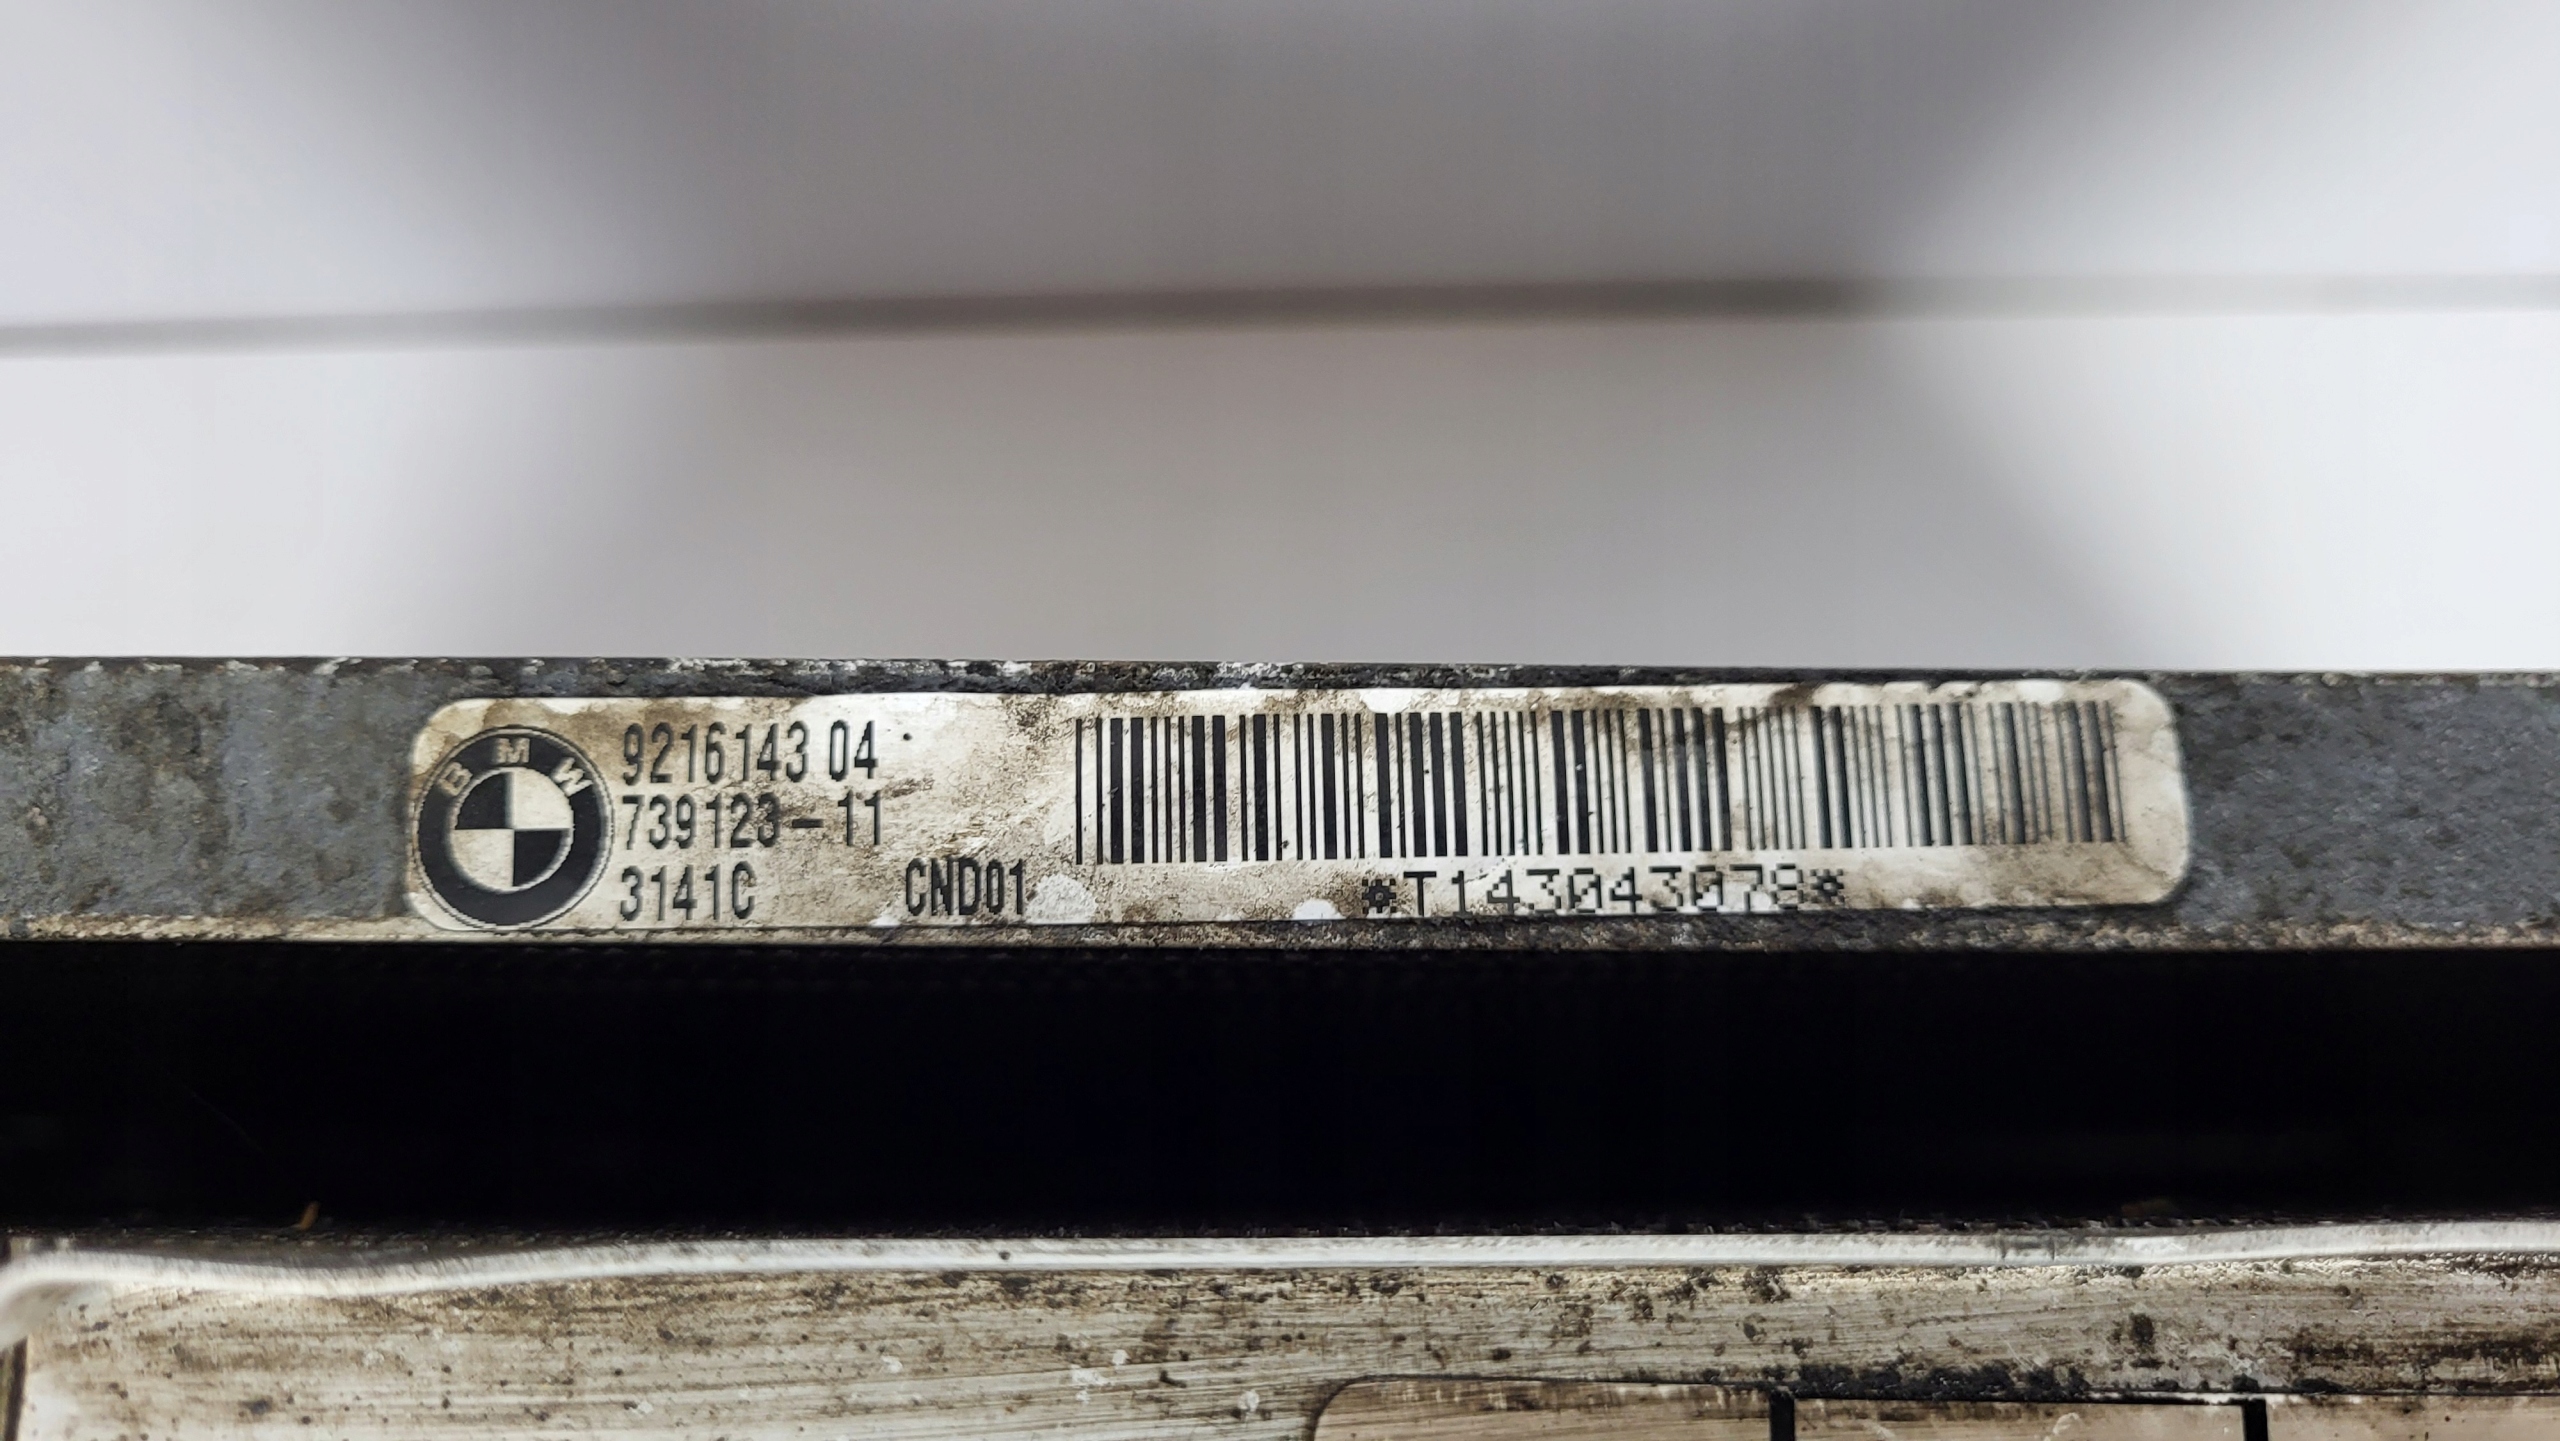 BMW
9216143 04
739123-11
3141C
CND01
*T143043078*